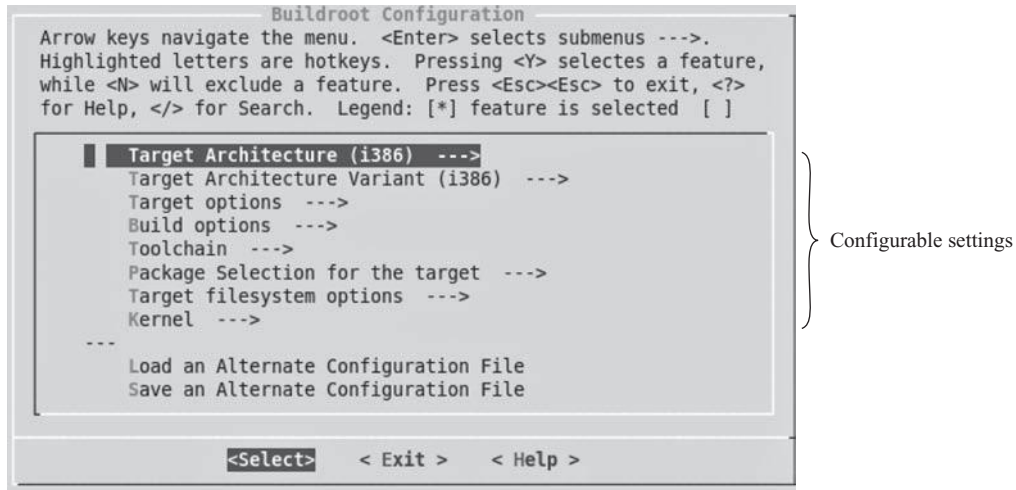 Buildroot Configuration
Arrow keys navigate the menu. <Enter> selects submenus --->.
Highlighted letters are hotkeys. Pressing <Y> selectes a feature,
while <N> will exclude a feature. Press <Esc><Esc> to exit, <?>
for Help, </> for Search. Legend: [*] feature is selected [ ]
Target Architecture (i386) --->
Target Architecture Variant (i386) --->
Target options --->
Build options --->
Toolchain --->
Package Selection for the target --->
Target filesystem options --->
Kernel --->
---
Load an Alternate Configuration File
Save an Alternate Configuration File
<Select> < Exit > < Help >
Configurable settings